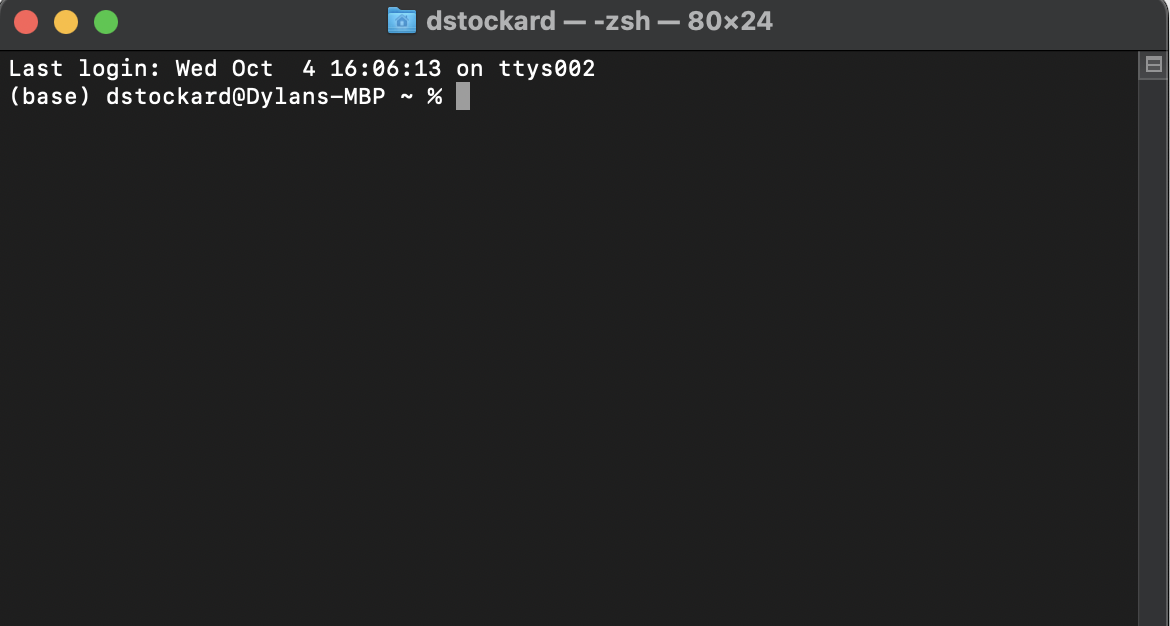 dstockard — -zsh — 80×24
Last login: Wed Oct  4 16:06:13 on ttys002
(base) dstockard@Dylans-MBP ~ %